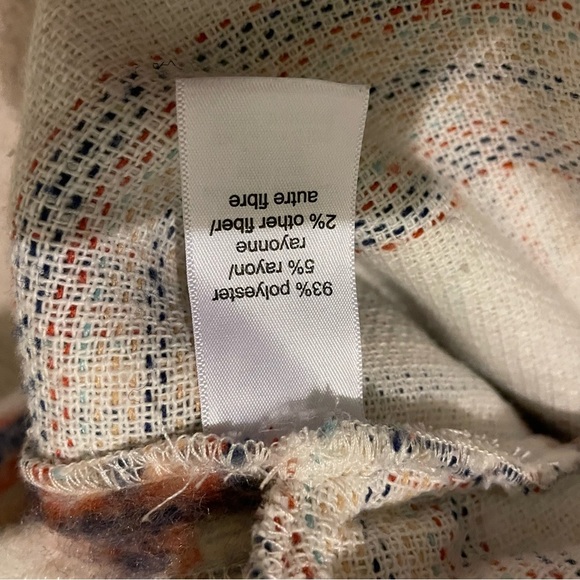 93% polyester
5% rayon/
rayonne
2% other fiber/
autre fibre